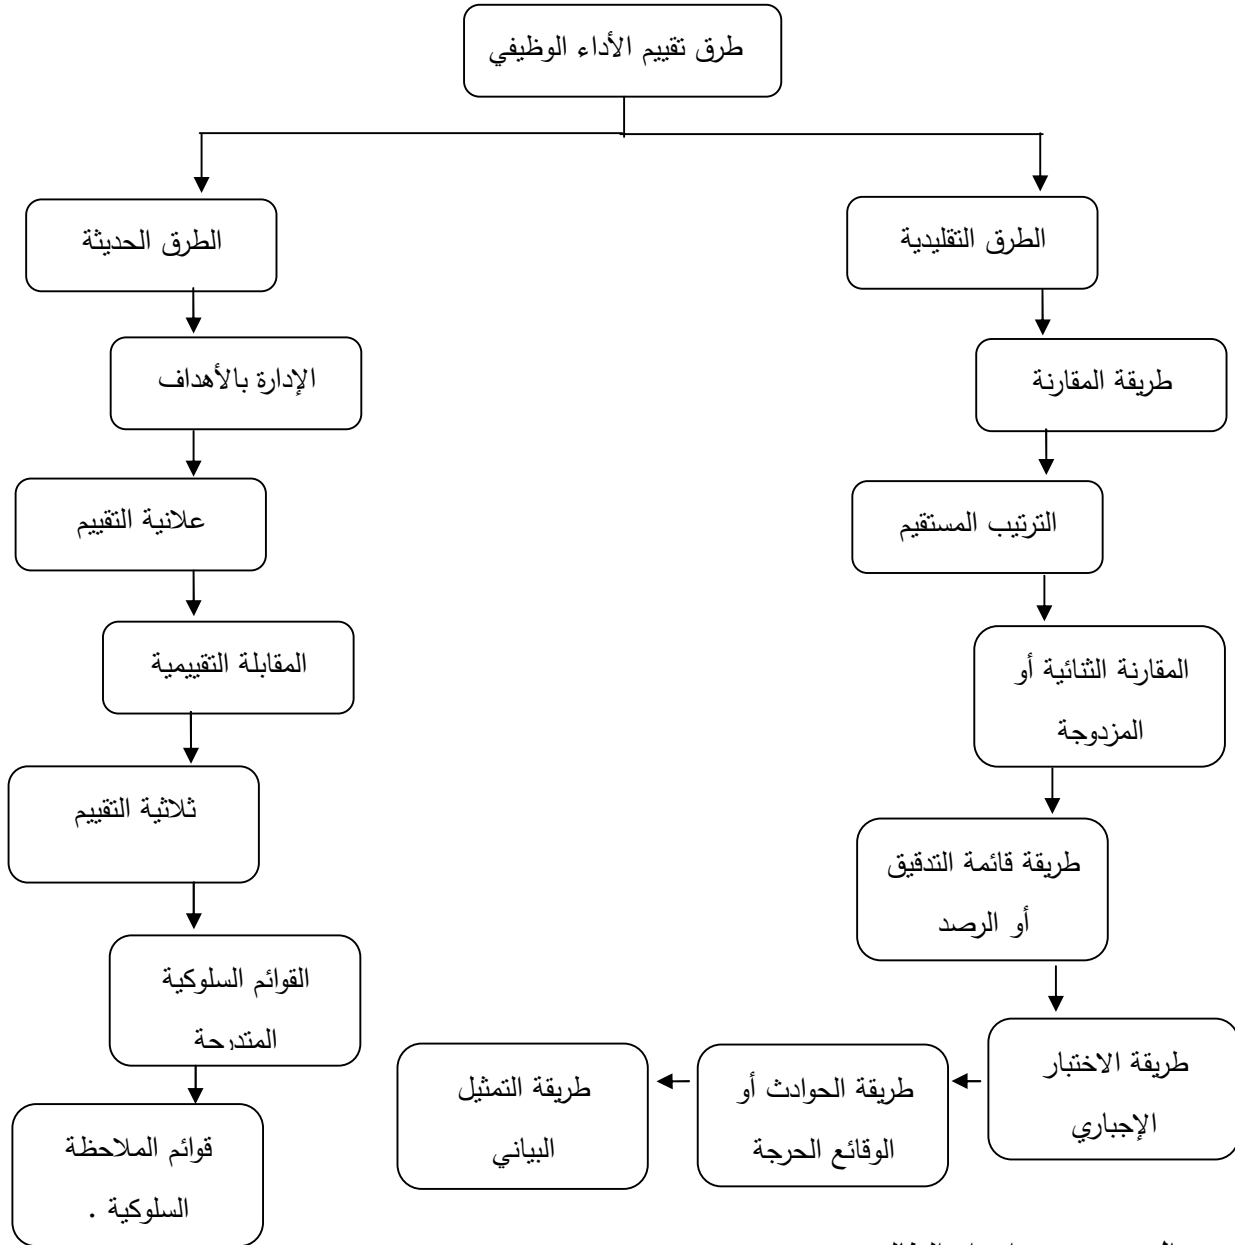 طرق تقييم الأداء الوظيفي
الطرق التقليدية
طريقة المقارنة
الترتيب المستقيم
المقارنة الثنائية أو
المزدوجة
طريقة قائمة التدقيق
أو الرصد
طريقة الاختبار
الإجباري
طريقة الحوادث أو
الوقائع الحرجة
طريقة التمثيل
البياني
الطرق الحديثة
الإدارة بالأهداف
علانية التقييم
المقابلة التقييمية
ثلاثية التقييم
القوائم السلوكية
المتدرجة
قوائم الملاحظة
السلوكية .